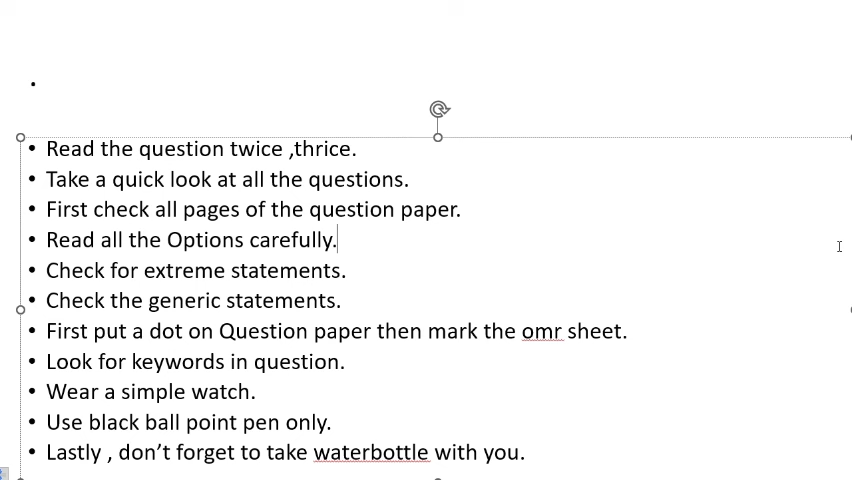 •
• Read the question twice ,thrice.
• Take a quick look at all the questions.
• First check all pages of the question paper.
• Read all the Options carefully.
• Check for extreme statements.
• Check the generic statements.
• First put a dot on Question paper then mark the omr sheet.
• Look for keywords in question.
• Wear a simple watch.
• Use black ball point pen only.
• Lastly , don’t forget to take waterbottle with you.